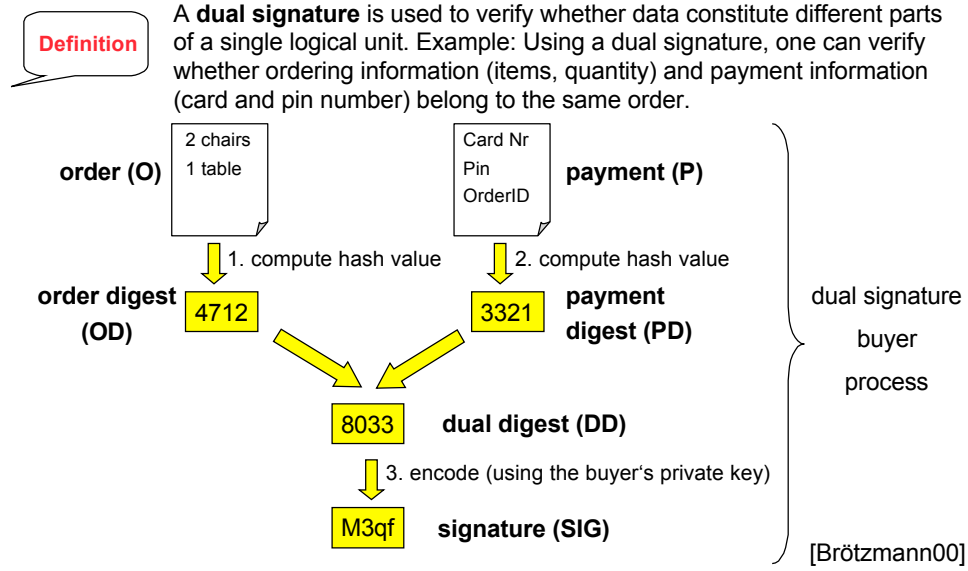 Definition
A dual signature is used to verify whether data constitute different parts
of a single logical unit. Example: Using a dual signature, one can verify
whether ordering information (items, quantity) and payment information
(card and pin number) belong to the same order.
order (O)
2 chairs
1 table
Card Nr
Pin
OrderID
payment (P)
1. compute hash value
2. compute hash value
order digest
(OD)
4712
3321
payment
digest (PD)
8033
dual digest (DD)
3. encode (using the buyer‘s private key)
M3qf
signature (SIG)
dual signature
buyer
process
[Brötzmann00]